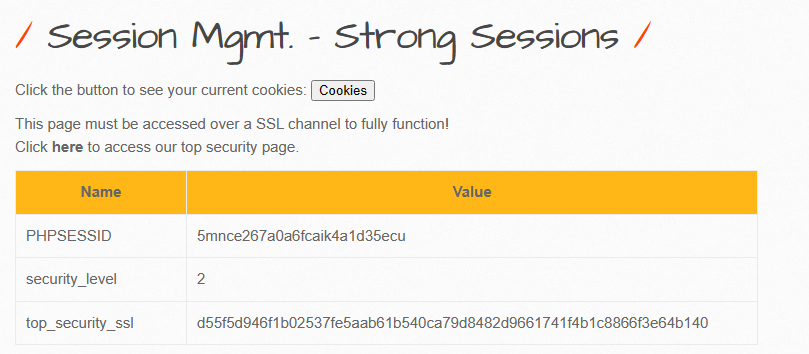 / Session Mgmt. - Strong Sessions /
Click the button to see your current cookies: Cookies
This page must be accessed over a SSL channel to fully function!
Click here to access our top security page.
Name Value
PHPSESSID 5mnce267a0a6fcaik4a1d35ecu
security_level 2
top_security_ssl d55f5d946f1b02537fe5aab61b540ca79d8482d9661741f4b1c8866f3e64b140